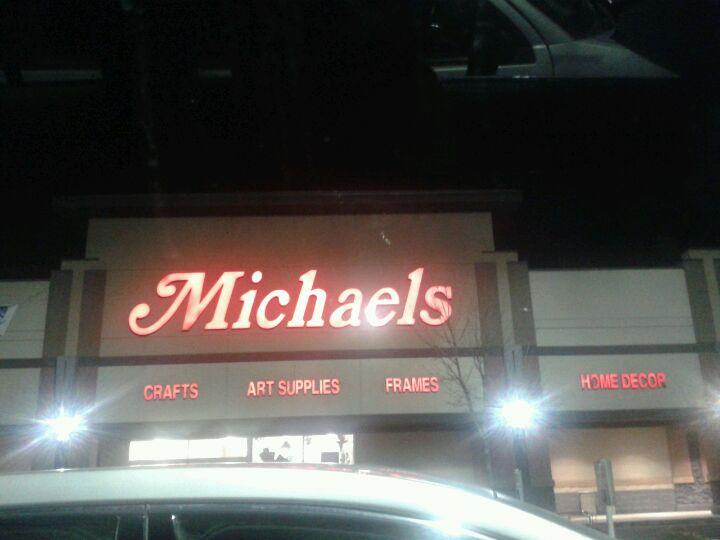 Michaels
CRAFTS ART SUPPLIES FRAMES HOME DECOR